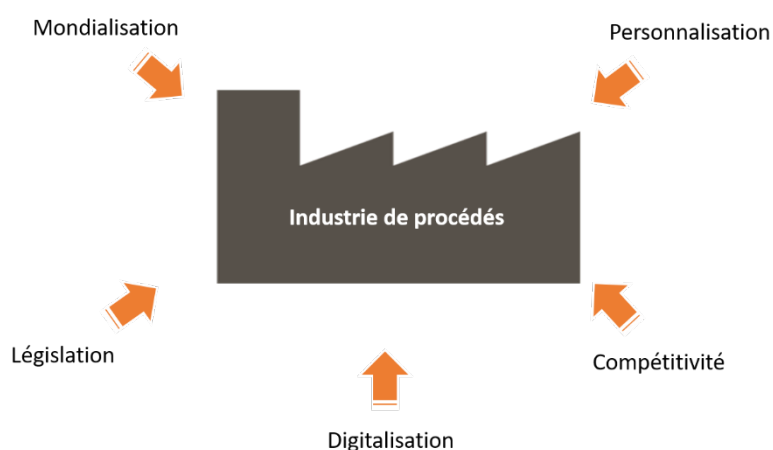 Mondialisation
Personnalisation
Industrie de procédés
Législation
Compétitivité
Digitalisation